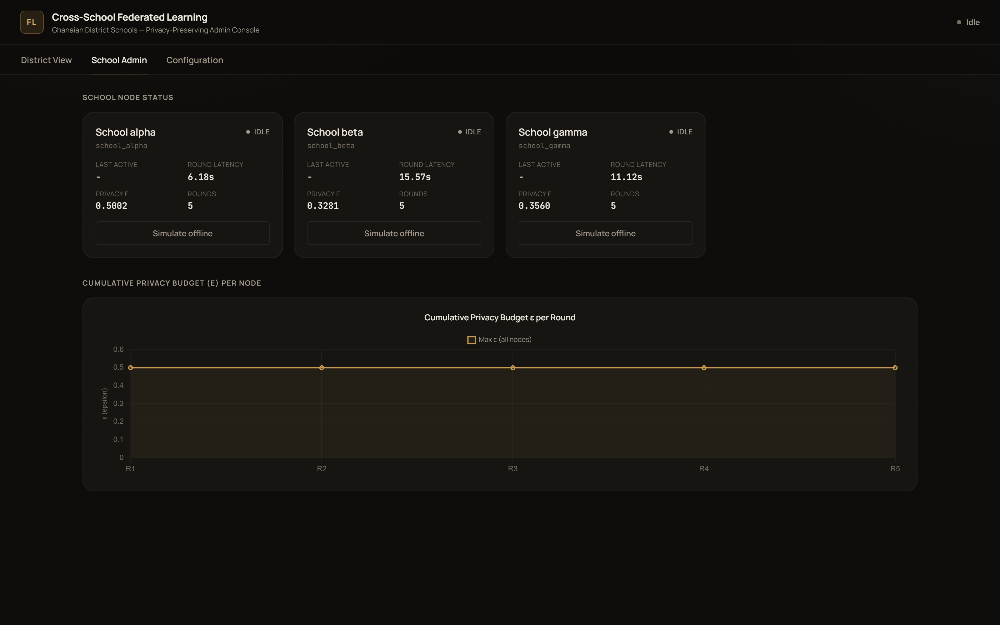 FL
Cross-School Federated Learning
Ghanaian District Schools — Privacy-Preserving Admin Console
Idle
District View
School Admin
Configuration
SCHOOL NODE STATUS
School alpha
IDLE
school_alpha
LAST ACTIVE
ROUND LATENCY
-
6.18s
PRIVACY E
ROUNDS
0.5002
5
Simulate offline
School beta
IDLE
school_beta
LAST ACTIVE
ROUND LATENCY
-
15.57s
PRIVACY E
ROUNDS
0.3281
5
Simulate offline
School gamma
IDLE
school_gamma
LAST ACTIVE
ROUND LATENCY
-
11.12s
PRIVACY E
ROUNDS
0.3560
5
Simulate offline
CUMULATIVE PRIVACY BUDGET (E) PER NODE
Cumulative Privacy Budget ε per Round
Max ε (all nodes)
ε (epsilon)
0.6
0.5
0.4
0.3
0.2
0.1
0
R1
R2
R3
R4
R5